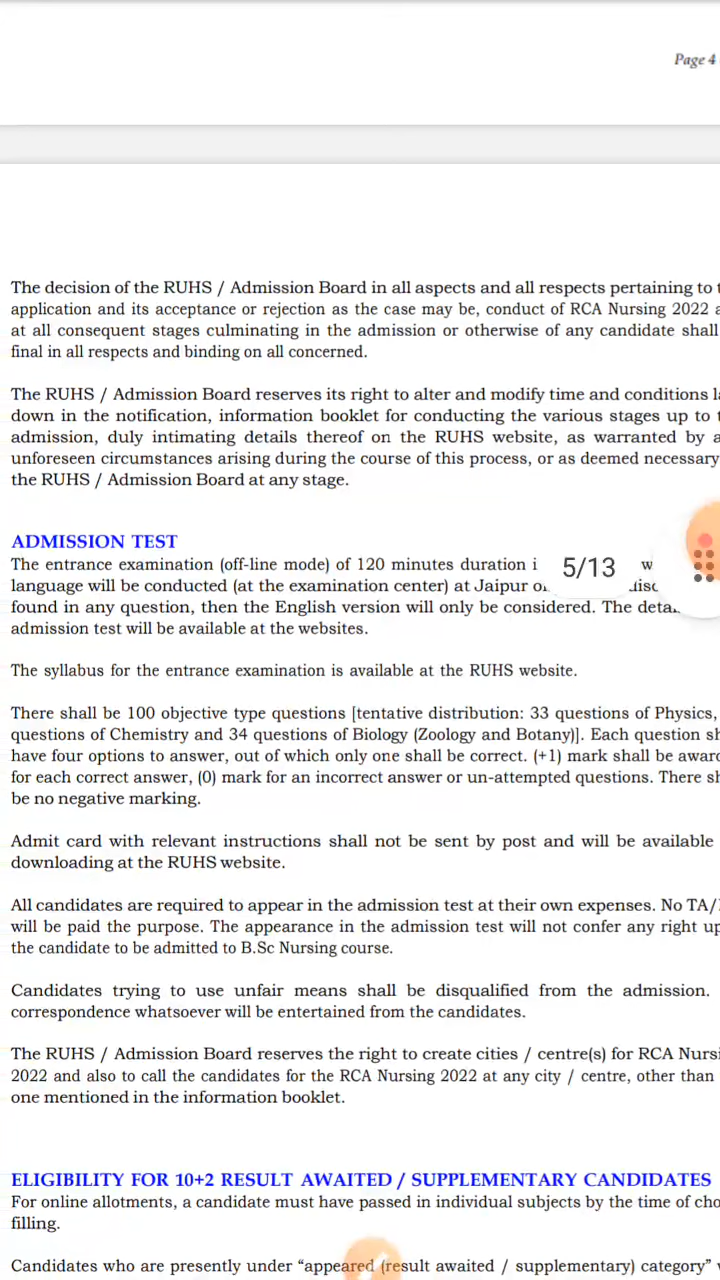 Page 4
The decision of the RUHS / Admission Board in all aspects and all respects pertaining to
application and its acceptance or rejection as the case may be, conduct of RCA Nursing 2022
at all consequent stages culminating in the admission or otherwise of any candidate shall
final in all respects and binding on all concerned.
The RUHS / Admission Board reserves its right to alter and modify time and conditions
down in the notification, information booklet for conducting the various stages up to
admission, duly intimating details thereof on the RUHS website, as warranted by
unforeseen circumstances arising during the course of this process, or as deemed necessary
the RUHS / Admission Board at any stage.
ADMISSION TEST
The entrance examination (off-line mode) of 120 minutes duration
5/13
language will be conducted (at the examination center) at Jaipur
found in any question, then the English version will only be considered. The
admission test will be available at the websites.
The syllabus for the entrance examination is available at the RUHS website.
There shall be 100 objective type questions [tentative distribution: 33 questions of Physics,
questions of Chemistry and 34 questions of Biology (Zoology and Botany)]. Each question
have four options to answer, out of which only one shall be correct. (+1) mark shall be
for each correct answer, (0) mark for an incorrect answer or un-attempted questions. There
be no negative marking.
Admit card with relevant instructions shall not be sent by post and will be available
downloading at the RUHS website.
All candidates are required to appear in the admission test at their own expenses. No TA/
will be paid the purpose. The appearance in the admission test will not confer any right
the candidate to be admitted to B.Sc Nursing course.
Candidates trying to use unfair means shall be disqualified from the admission.
correspondence whatsoever will be entertained from the candidates.
The RUHS / Admission Board reserves the right to create cities / centre(s) for RCA
2022 and also to call the candidates for the RCA Nursing 2022 at any city / centre, other than
one mentioned in the information booklet.
ELIGIBILITY FOR 10+2 RESULT AWAITED / SUPPLEMENTARY CANDIDATES
For online allotments, a candidate must have passed in individual subjects by the time of
filling.
Candidates who are presently under “appeared (result awaited / supplementary) category”